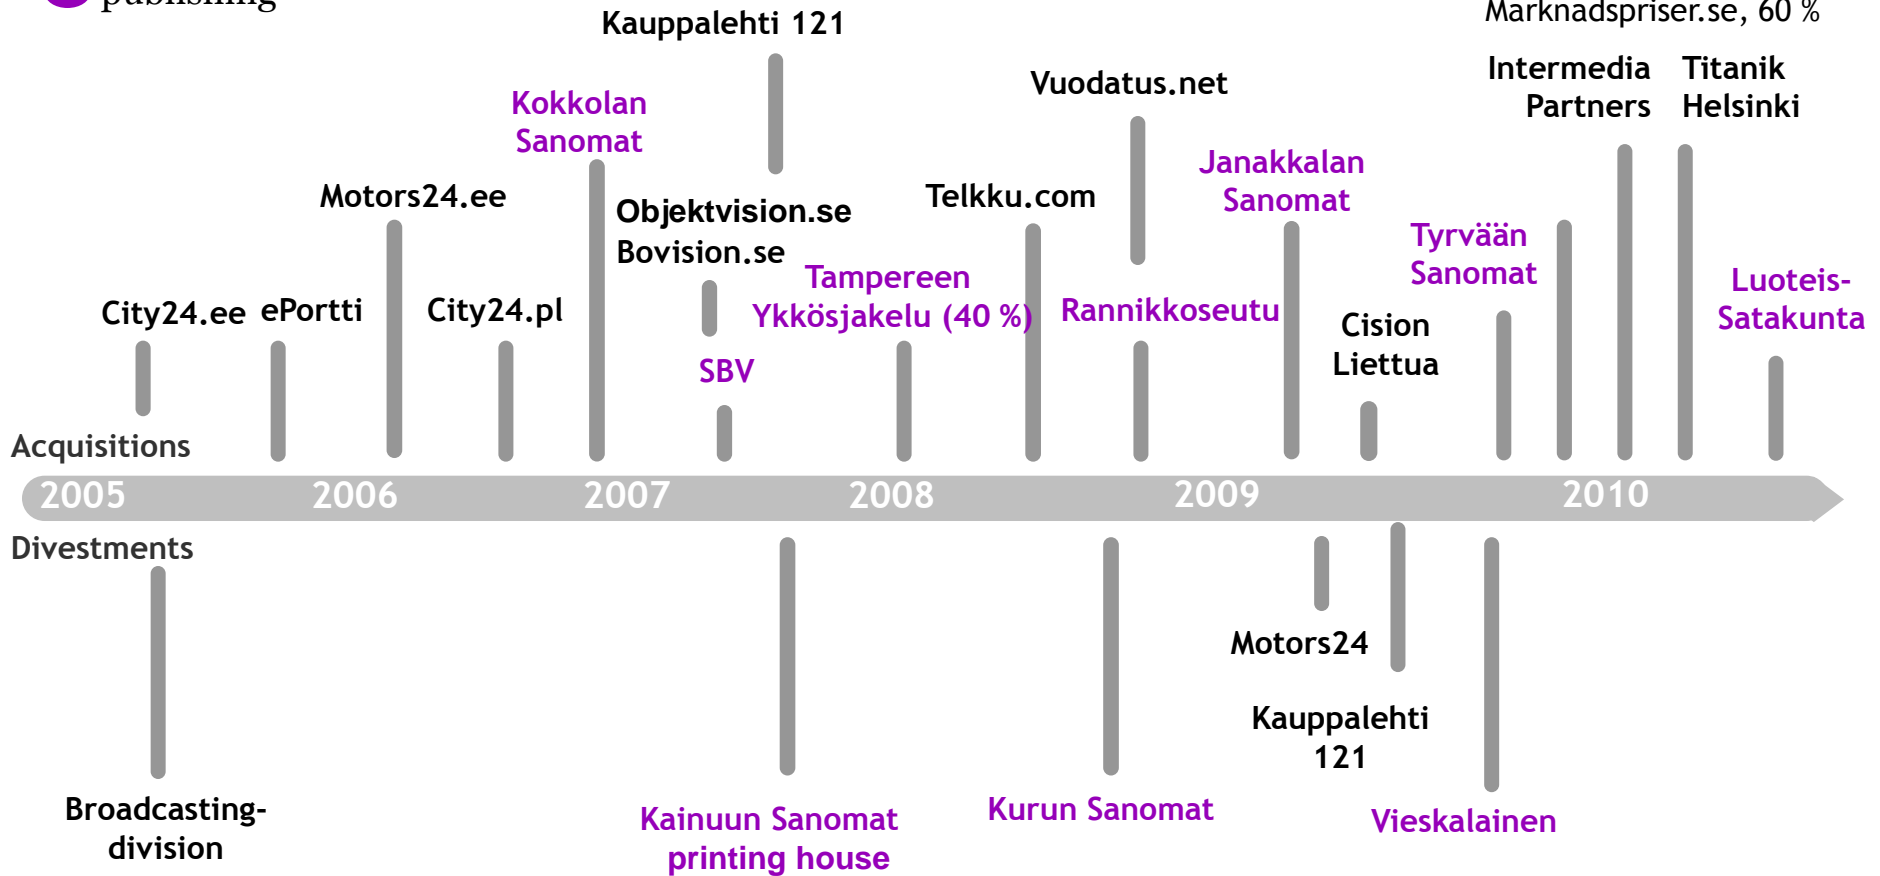 publishing
Marknadspriser.se, 60 %
Kauppalehti 121
Intermedia
Partners
Titanik
Helsinki
Vuodatus.net
Kokkolan
Sanomat
Janakkalan
Sanomat
Motors24.ee
Objektvision.se
Bovision.se
Telkku.com
Tyrvään
Sanomat
Tampereen
Ykkösjakelu (40 %)
Luoteis-
Satakunta
City24.ee
ePortti
City24.pl
Rannikkoseutu
Cision
Liettua
SBV
Acquisitions
2005 2006 2007 2008 2009 2010
Divestments
Motors24
Kauppalehti
121
Broadcasting-
division
Kainuun Sanomat
printing house
Kurun Sanomat
Vieskalainen